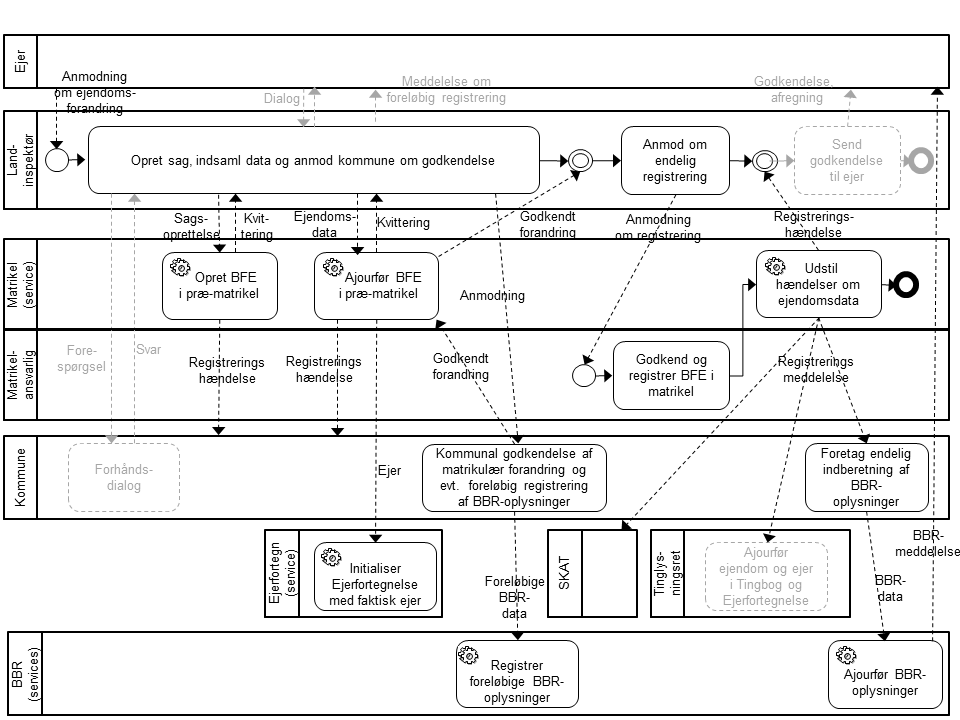 Ejer
Anmodning
om ejendoms-
forandring
Dialog
Meddelelse om
foreløbig registrering
Godkendelse,
afregning
Land-
inspektør
Opret sag, indsaml data og anmod kommune om godkendelse
Anmod om
endelig
registrering
Send
godkendelse
til ejer
Sags-
oprettelse
Kvit-
tering
Ejendoms-
data
Kvittering
Godkendt
forandring
Anmodning
om registrering
Registrerings-
hændelse
Matrikel
(service)
Opret BFE
i præ-matrikel
Ajourfør BFE
i præ-matrikel
Anmodning
Udstil
hændelser om
ejendomsdata
Matrikel-
ansvarlig
Fore-
spørgsel
Svar
Registrerings
hændelse
Registrerings
hændelse
Godkendt
forandring
Godkend og
registrer BFE i
matrikel
Registrerings
meddelelse
Kommune
Forhånds-
dialog
Ejer
Kommunal godkendelse af
matrikulær forandring og
evt. foreløbig registrering
af BBR-oplysninger
Foretag endelig
indberetning af
BBR-
oplysninger
Ejerfortegn
(service)
Initialiser
Ejerfortegnelse
med faktisk ejer
Foreløbige
BBR-
data
SKAT
Tinglys-
ningsret
Ajourfør
ejendom og ejer
i Tingbog og
Ejerfortegnelse
BBR-
meddelelse
BBR-
data
BBR
(services)
Registrer
foreløbige BBR-
oplysninger
Ajourfør BBR-
oplysninger